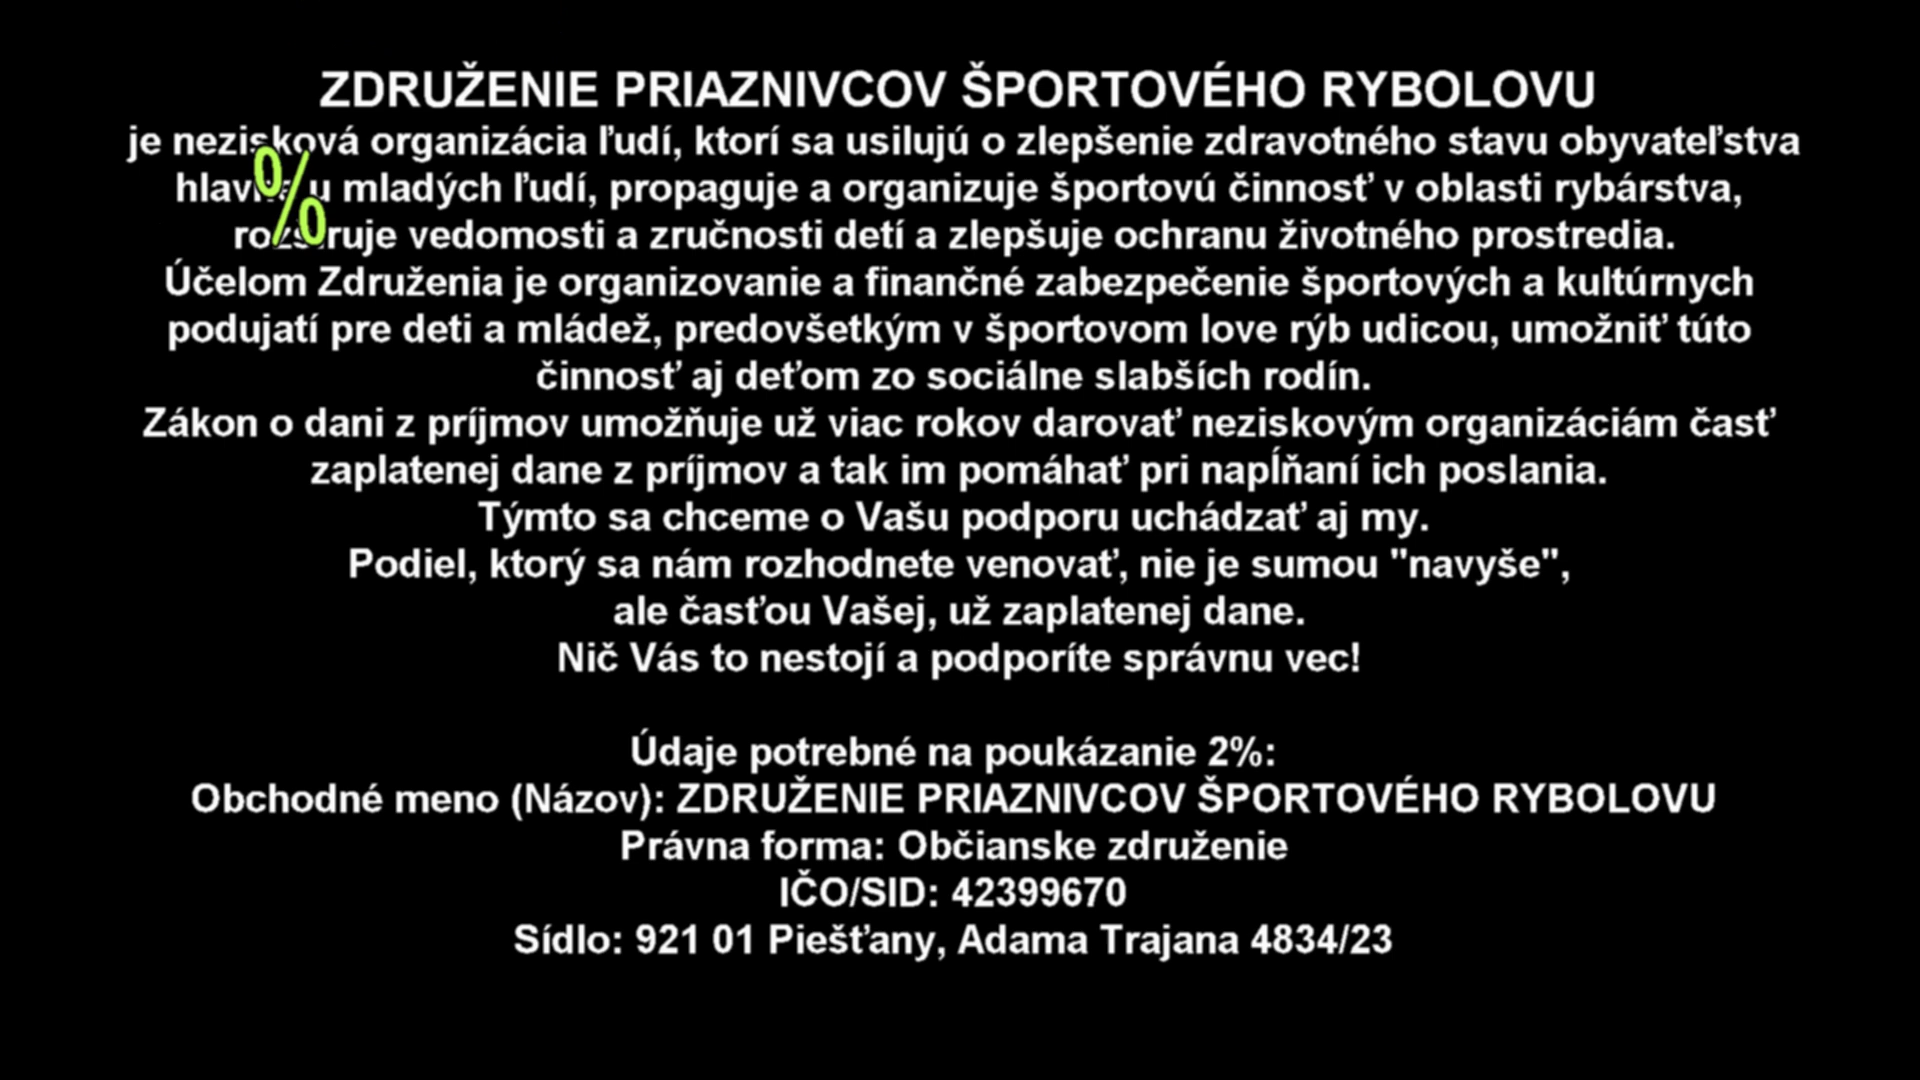 ZDRUŽENIE PRIAZNIVCOV ŠPORTOVÉHO RYBOLOVU
je nezisková organizácia ľudí, ktorí sa usilujú o zlepšenie zdravotného stavu obyvateľstva
u mladých ľudí, propaguje a organizuje športovú činnosť v oblasti rybárstva,
%
vedomosti a zručnosti detí a zlepšuje ochranu životného prostredia.
Účelom Združenia je organizovanie a finančné zabezpečenie športových a kultúrnych
podujatí pre deti a mládež, predovšetkým v športovom love rýb udicou, umožniť túto
činnosť aj deťom zo sociálne slabších rodín.
Zákon o dani z príjmov umožňuje už viac rokov darovať neziskovým organizáciám časť
zaplatenej dane z príjmov a tak im pomáhať pri napĺňaní ich poslania.
Týmto sa chceme o Vašu podporu uchádzať aj my.
Podiel, ktorý sa nám rozhodnete venovať, nie je sumou "navyše",
ale časťou Vašej, už zaplatenej dane.
Nič Vás to nestojí a podporíte správnu vec!
Údaje potrebné na poukázanie 2%:
Obchodné meno (Názov): ZDRUŽENIE PRIAZNIVCOV ŠPORTOVÉHO RYBOLOVU
Právna forma: Občianske združenie
IČO/SID: 42399670
Sídlo: 921 01 Piešťany, Adama Trajana 4834/23